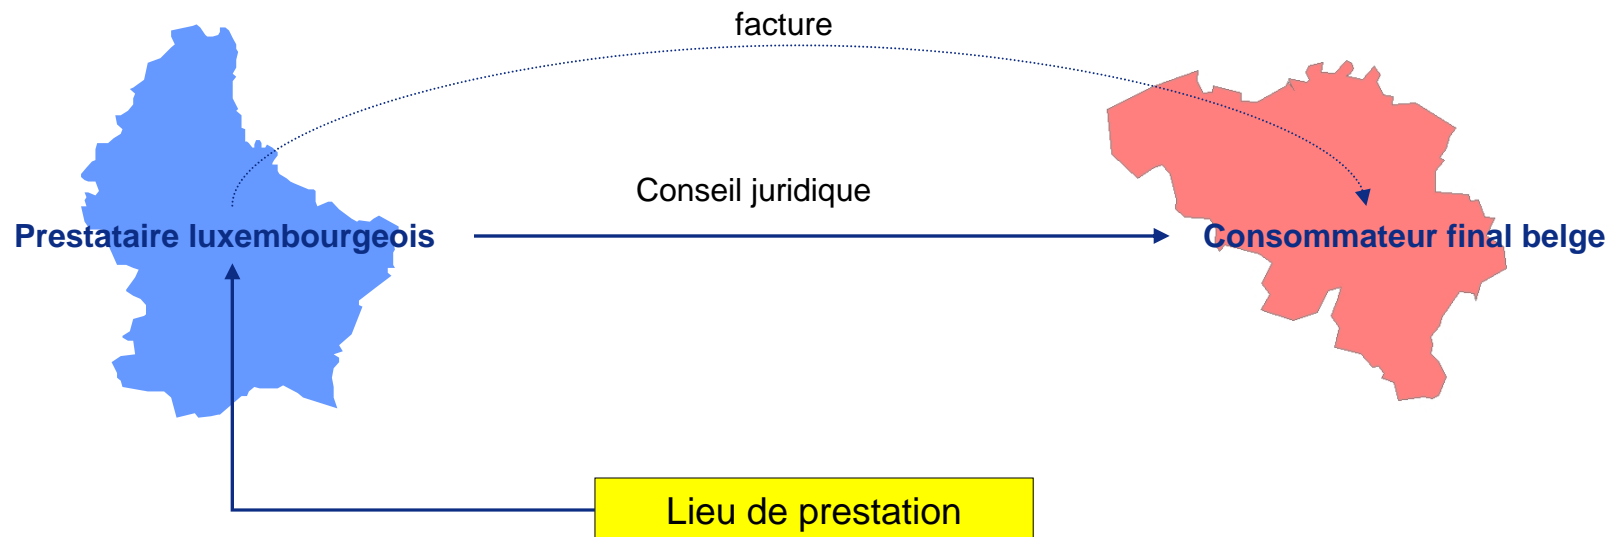 facture
Conseil juridique
Prestataire luxembourgeois
Consommateur final belge
Lieu de prestation